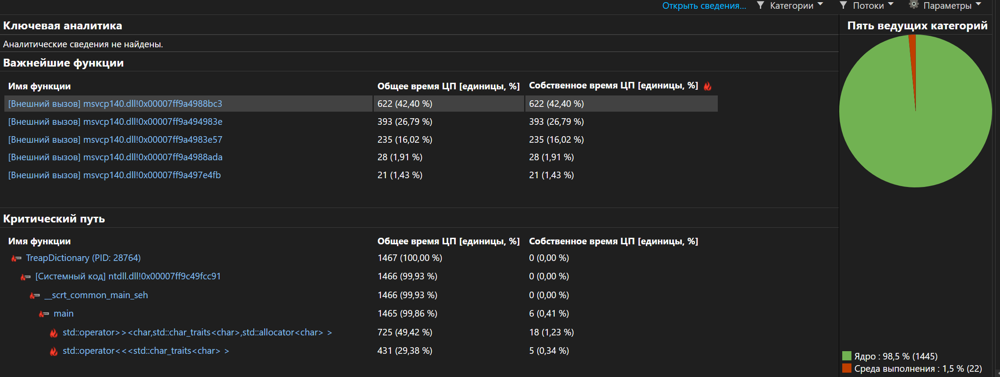 Открыть сведения... Категории Потоки Параметры
Ключевая аналитика
Аналитические сведения не найдены.
Важнейшие функции
Имя функции Общее время ЦП [единицы, %] Собственное время ЦП [единицы, %]
[Внешний вызов] msvcp140.dll!0x00007ff9a4988bc3 622 (42,40 %) 622 (42,40 %)
[Внешний вызов] msvcp140.dll!0x00007ff9a494983e 393 (26,79 %) 393 (26,79 %)
[Внешний вызов] msvcp140.dll!0x00007ff9a4983e57 235 (16,02 %) 235 (16,02 %)
[Внешний вызов] msvcp140.dll!0x00007ff9a4988ada 28 (1,91 %) 28 (1,91 %)
[Внешний вызов] msvcp140.dll!0x00007ff9a497e4fb 21 (1,43 %) 21 (1,43 %)
Критический путь
Имя функции Общее время ЦП [единицы, %] Собственное время ЦП [единицы, %]
TreapDictionary (PID: 28764) 1467 (100,00 %) 0 (0,00 %)
[Системный код] ntdll.dll!0x00007ff9c49fcc91 1466 (99,93 %) 0 (0,00 %)
__scrt_common_main_seh 1466 (99,93 %) 0 (0,00 %)
main 1465 (99,86 %) 6 (0,41 %)
std::operator>><char,std::char_traits<char>,std::allocator<char> > 725 (49,42 %) 18 (1,23 %)
std::operator<<<std::char_traits<char> > 431 (29,38 %) 5 (0,34 %)
Пять ведущих категорий
Ядро : 98,5 % (1445)
Среда выполнения : 1,5 % (22)